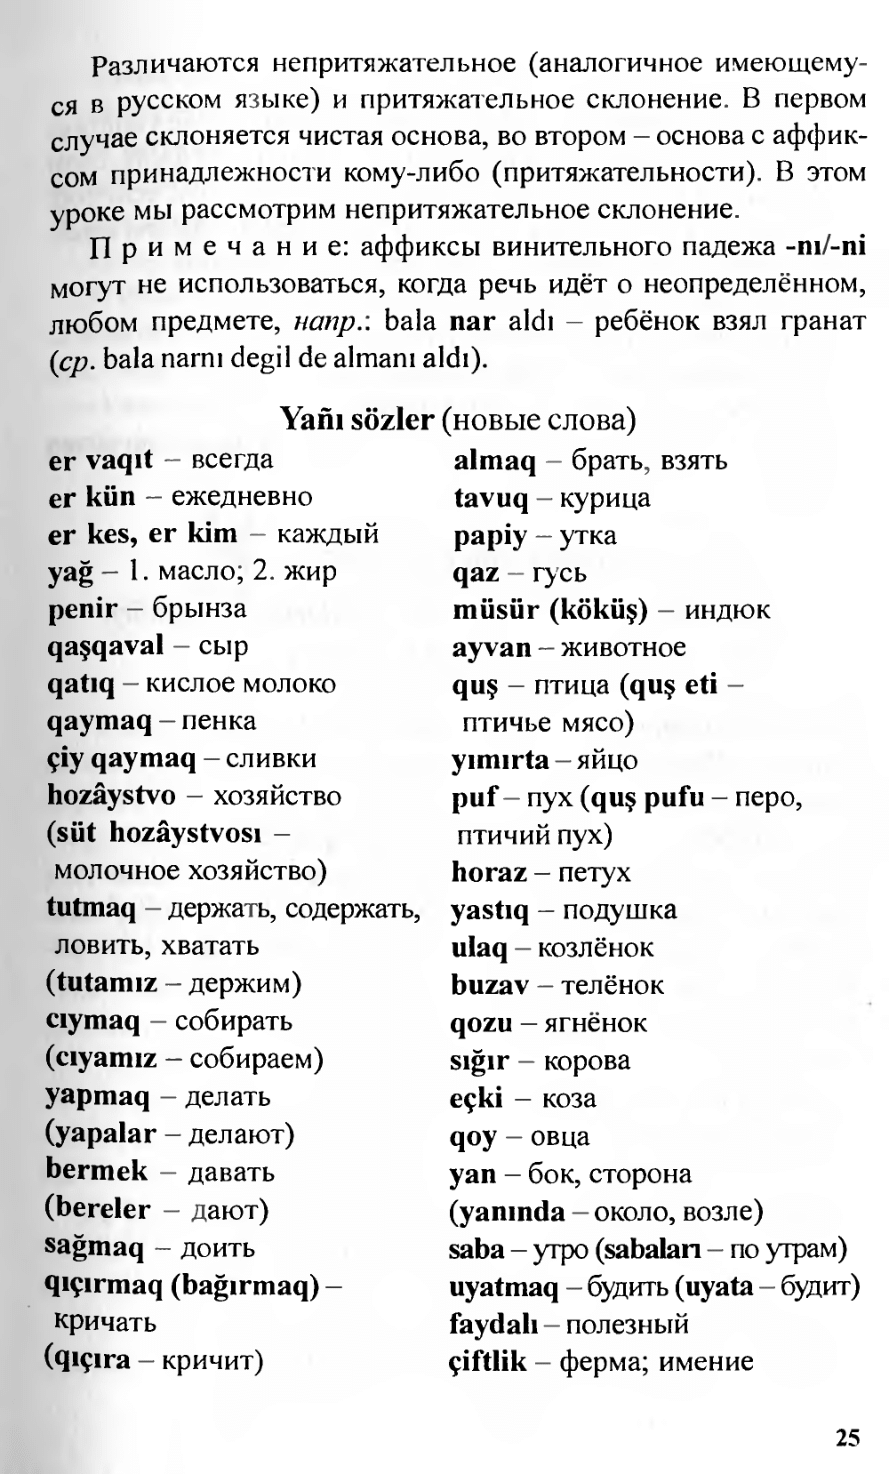 Различаются непритяжательное (аналогичное имеющему-
ся в русском языке) и притяжательное склонение. В первом
случае склоняется чистая основа, во втором – основа с аффик-
сом принадлежности кому-либо (притяжательности). В этом
уроке мы рассмотрим непритяжательное склонение.
П р и м е ч а н и е: аффиксы винительного падежа -nı/-ni
могут не использоваться, когда речь идёт о неопределённом,
любом предмете, напр.: bala nar aldı – ребёнок взял гранат
(ср. bala narnı degil de almanı aldı).
Yañı sözler (новые слова)
er vaqıt – всегда
er kün – ежедневно
er kes, er kim – каждый
yağ – 1. масло; 2. жир
penir – брынза
qaşqaval – сыр
qatıq – кислое молоко
qaymaq – пенка
çiy qaymaq – сливки
hozâystvo – хозяйство
(süt hozâystvosı –
молочное хозяйство)
tutmaq – держать, содержать,
ловить, хватать
(tutamız – держим)
cıymaq – собирать
(cıyamız – собираем)
yapmaq – делать
(yapalar – делают)
bermek – давать
(bereler – дают)
sağmaq – доить
qıçırmaq (bağırmaq) –
кричать
(qıçıra – кричит)
almaq – брать, взять
tavuq – курица
papiy – утка
qaz – гусь
müsür (köküş) – индюк
ayvan – животное
quş – птица (quş eti –
птичье мясо)
yımırta – яйцо
puf – пух (quş pufu – перо,
птичий пух)
horaz – петух
yastıq – подушка
ulaq – козлёнок
buzav – телёнок
qozu – ягнёнок
sığır – корова
eçki – коза
qoy – овца
yan – бок, сторона
(yanında – около, возле)
saba – утро (sabaları – по утрам)
uyatmaq – будить (uyata – будит)
faydalı – полезный
çiftlik – ферма; имение
25